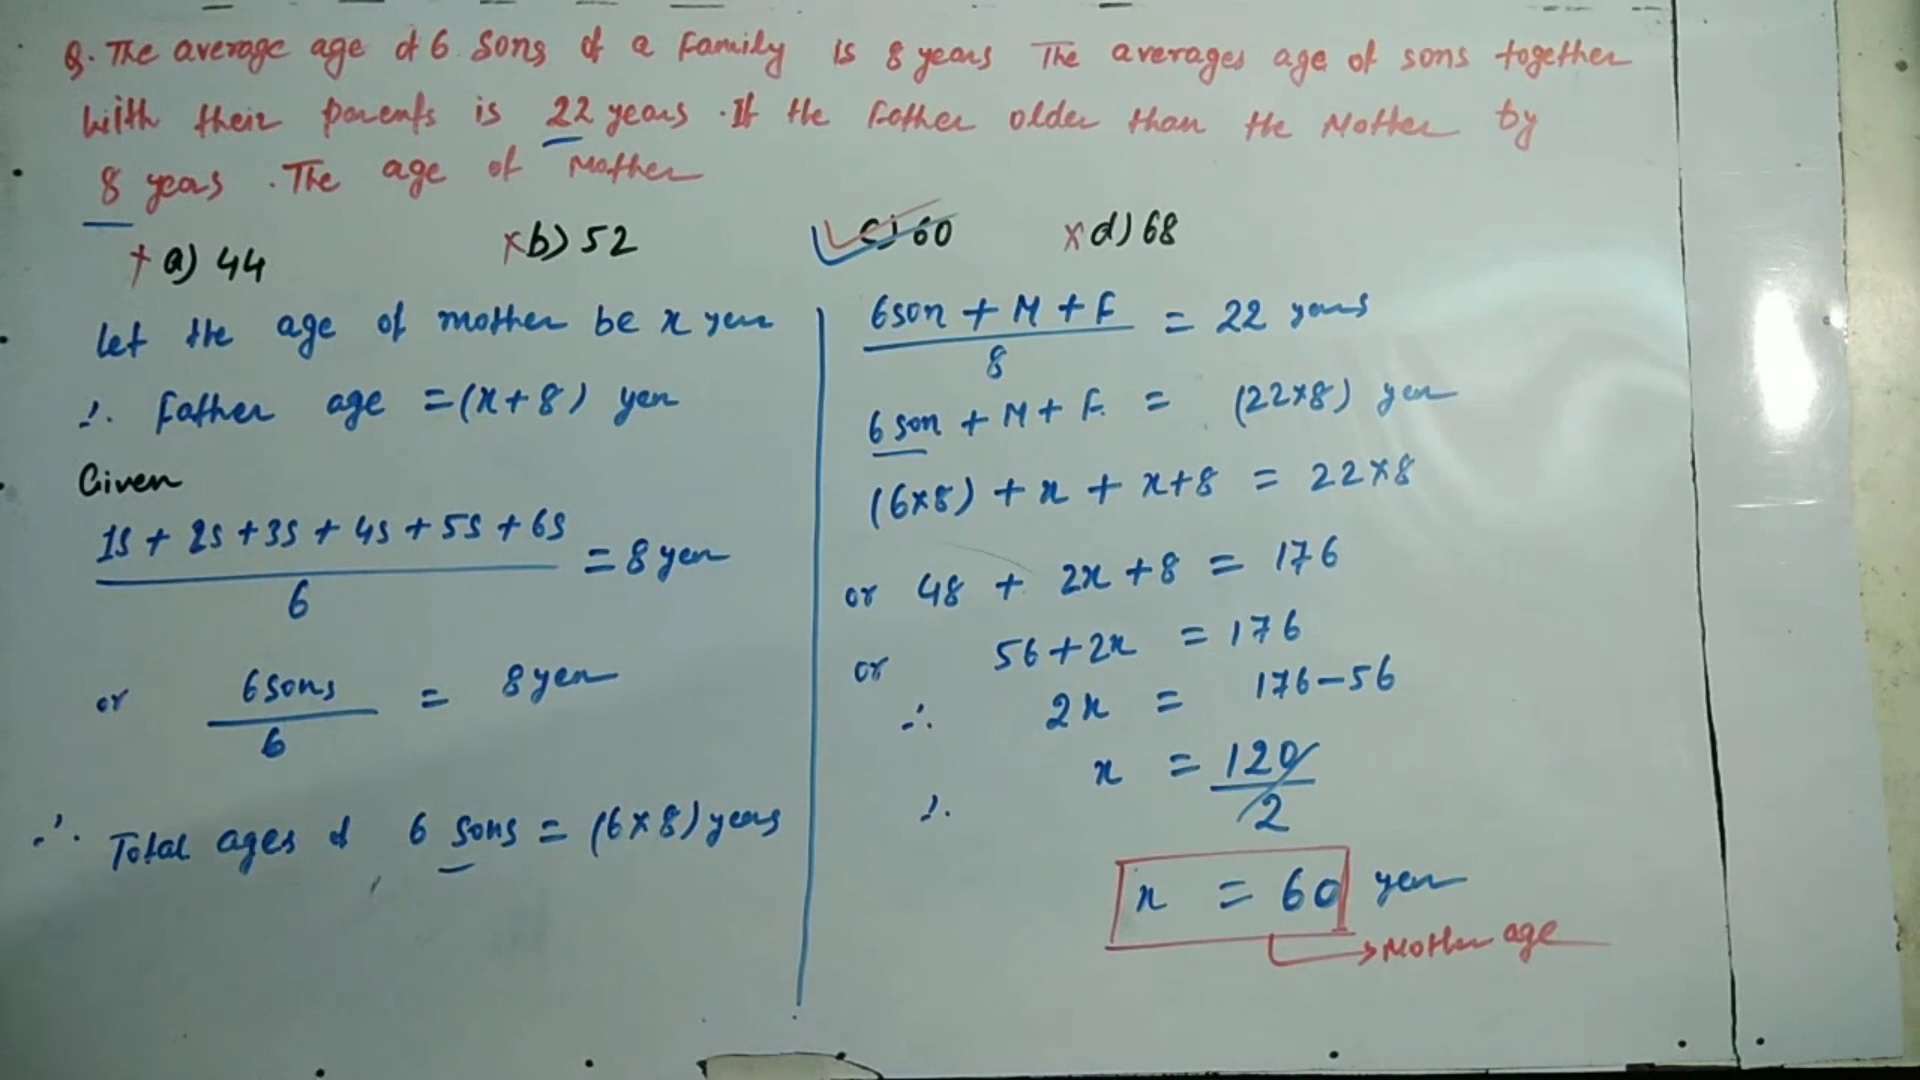 Q. The average age of 6 Sons of a Family is 8 years The averages age of sons together
with their parents is 22 years . If the Father older than the Mother by
8 years . The age of Mother
a) 44 b) 52 c) 60 d) 68
Let the age of mother be x year
∴ Father age = (x+8) year
Given
1S + 2S + 3S + 4S + 5S + 6S
= 8 year
6
or 6 sons = 8 year
6
∴ Total ages of 6 sons = (6×8) years
6 son + M + F = 22 years
8
6 son + M + F = (22×8) year
(6×8) + x + x+8 = 22×8
or 48 + 2x + 8 = 176
or 56 + 2x = 176
∴ 2x = 176 - 56
∴ x = 120
2
x = 60 year
→ Mother age